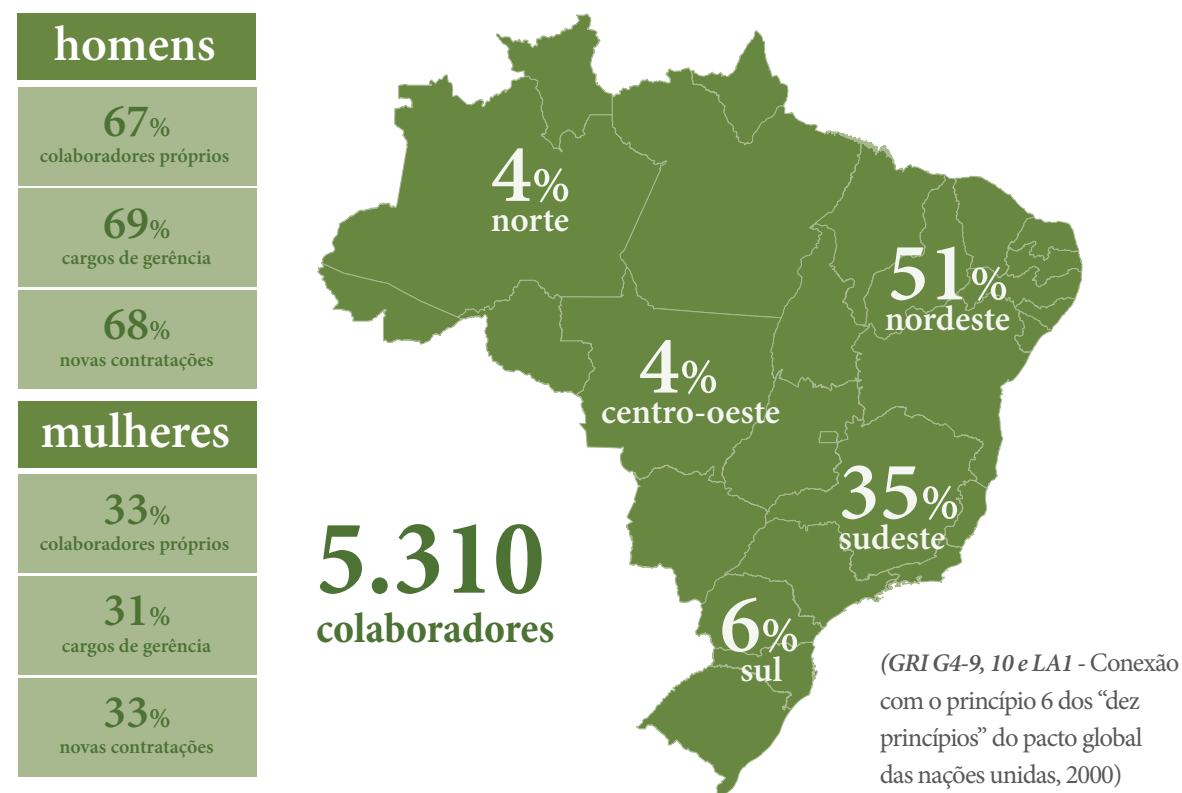 homens
67%
colaboradores próprios
69%
cargos de gerência
68%
novas contratações
mulheres
33%
colaboradores próprios
31%
cargos de gerência
33%
novas contratações
4%
norte
51%
nordeste
4%
centro-oeste
35%
sudeste
6%
sul
5.310
colaboradores
(GRI G4-9, 10 e LA1 - Conexão
com o princípio 6 dos “dez
princípios” do pacto global
das nações unidas, 2000)